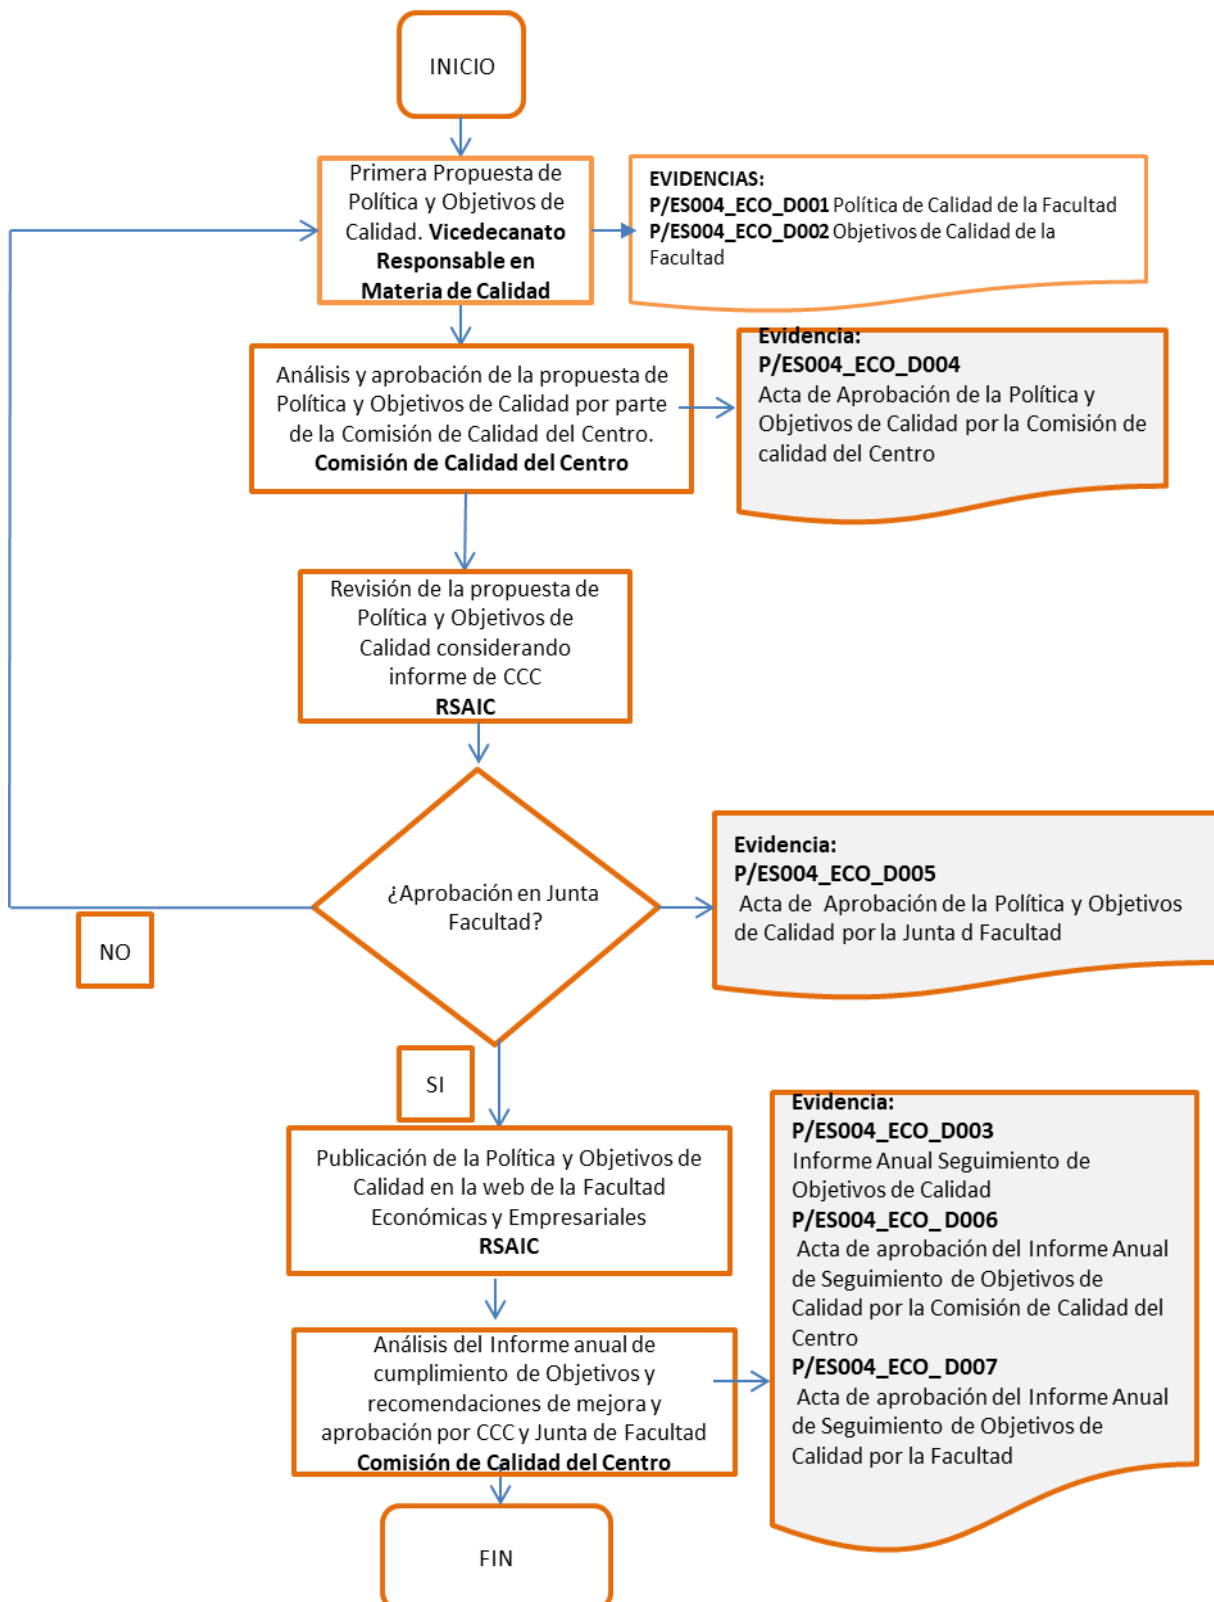 INICIO
Primera Propuesta de
Política y Objetivos de
Calidad. Vicedecanato
Responsable en
Materia de Calidad
EVIDENCIAS:
P/ES004_ECO_D001 Política de Calidad de la Facultad
P/ES004_ECO_D002 Objetivos de Calidad de la
Facultad
Análisis y aprobación de la propuesta de
Política y Objetivos de Calidad por parte
de la Comisión de Calidad del Centro.
Comisión de Calidad del Centro
Evidencia:
P/ES004_ECO_D004
Acta de Aprobación de la Política y
Objetivos de Calidad por la Comisión de
calidad del Centro
Revisión de la propuesta de
Política y Objetivos de
Calidad considerando
informe de CCC
RSAIC
¿Aprobación en Junta
Facultad?
Evidencia:
P/ES004_ECO_D005
Acta de Aprobación de la Política y Objetivos
de Calidad por la Junta d Facultad
NO
SI
Publicación de la Política y Objetivos de
Calidad en la web de la Facultad
Económicas y Empresariales
RSAIC
Evidencia:
P/ES004_ECO_D003
Informe Anual Seguimiento de
Objetivos de Calidad
P/ES004_ECO_ D006
Acta de aprobación del Informe Anual
de Seguimiento de Objetivos de
Calidad por la Comisión de Calidad del
Centro
P/ES004_ECO_ D007
Acta de aprobación del Informe Anual
de Seguimiento de Objetivos de
Calidad por la Facultad
Análisis del Informe anual de
cumplimiento de Objetivos y
recomendaciones de mejora y
aprobación por CCC y Junta de Facultad
Comisión de Calidad del Centro
FIN